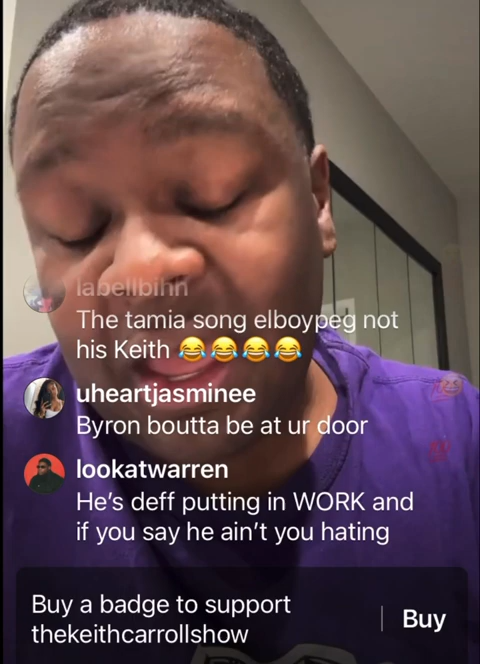 labellbihh
The tamia song elboypeg not
his Keith 😂😂😂😂
uheartjasminee
Byron boutta be at ur door
lookatwarren
He's deff putting in WORK and
if you say he ain't you hating
Buy a badge to support
thekeithcarrollshow
Buy